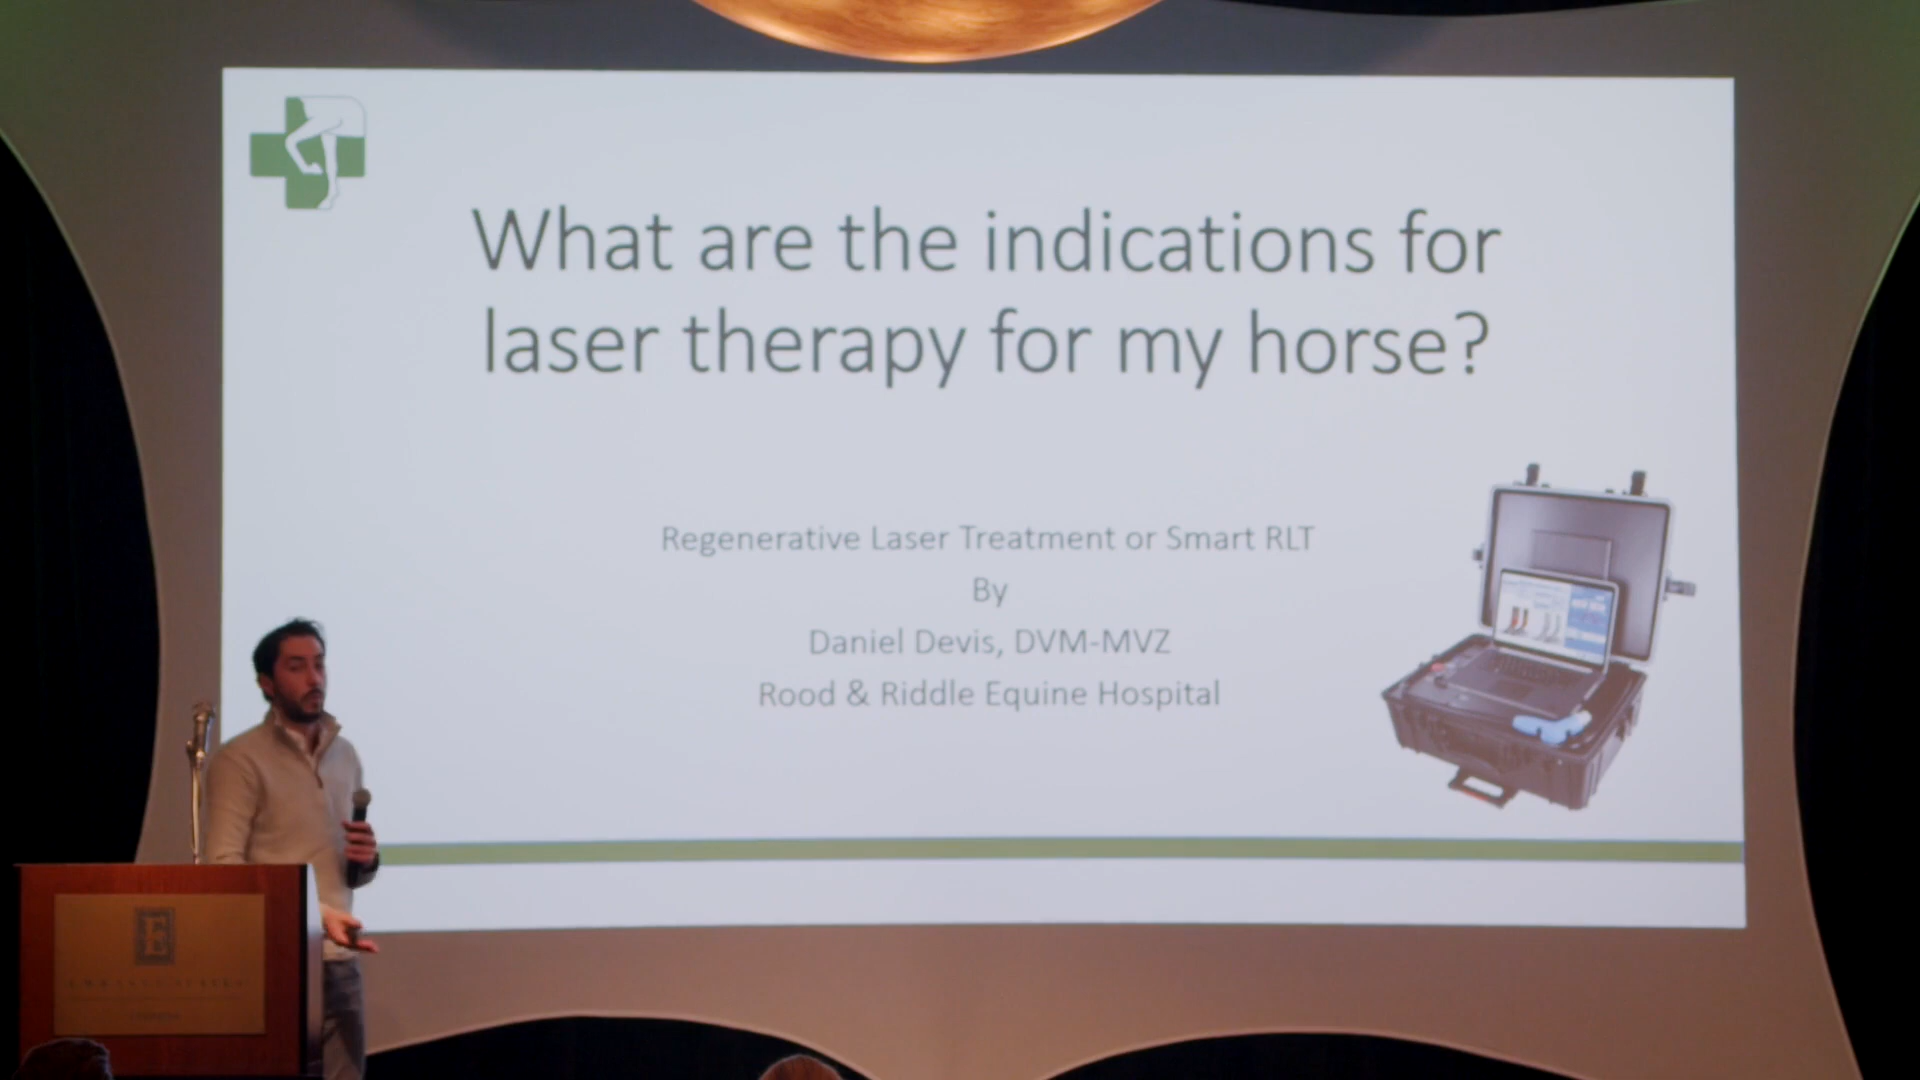 What are the indications for
laser therapy for my horse?
Regenerative Laser Treatment or Smart RLT
By
Daniel Devis, DVM-MVZ
Rood & Riddle Equine Hospital
E